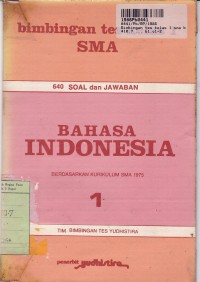 bimbingan te
SMA
640 SOAL dan JAWABAN
BAHASA
INDONESIA
BERDASARKAN KURIKULUM SMA 1975
1
TIM BIMBINGAN TES YUDHISTIRA
penerbit yudhistira